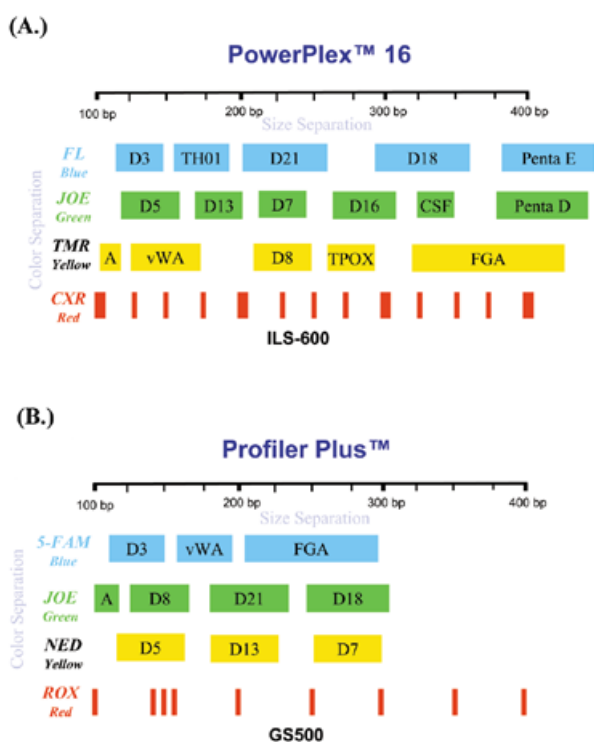 (A.)
PowerPlex™ 16
100 bp 200 bp 300 bp 400 bp
Size Separation
Color Separation
FL
Blue
D3 TH01 D21 D18 Penta E
JOE
Green
D5 D13 D7 D16 CSF Penta D
TMR
Yellow
A vWA D8 TPOX FGA
CXR
Red
ILS-600
(B.)
Profiler Plus™
100 bp 200 bp 300 bp 400 bp
Size Separation
Color Separation
5-FAM
Blue
D3 vWA FGA
JOE
Green
A D8 D21 D18
NED
Yellow
D5 D13 D7
ROX
Red
GS500